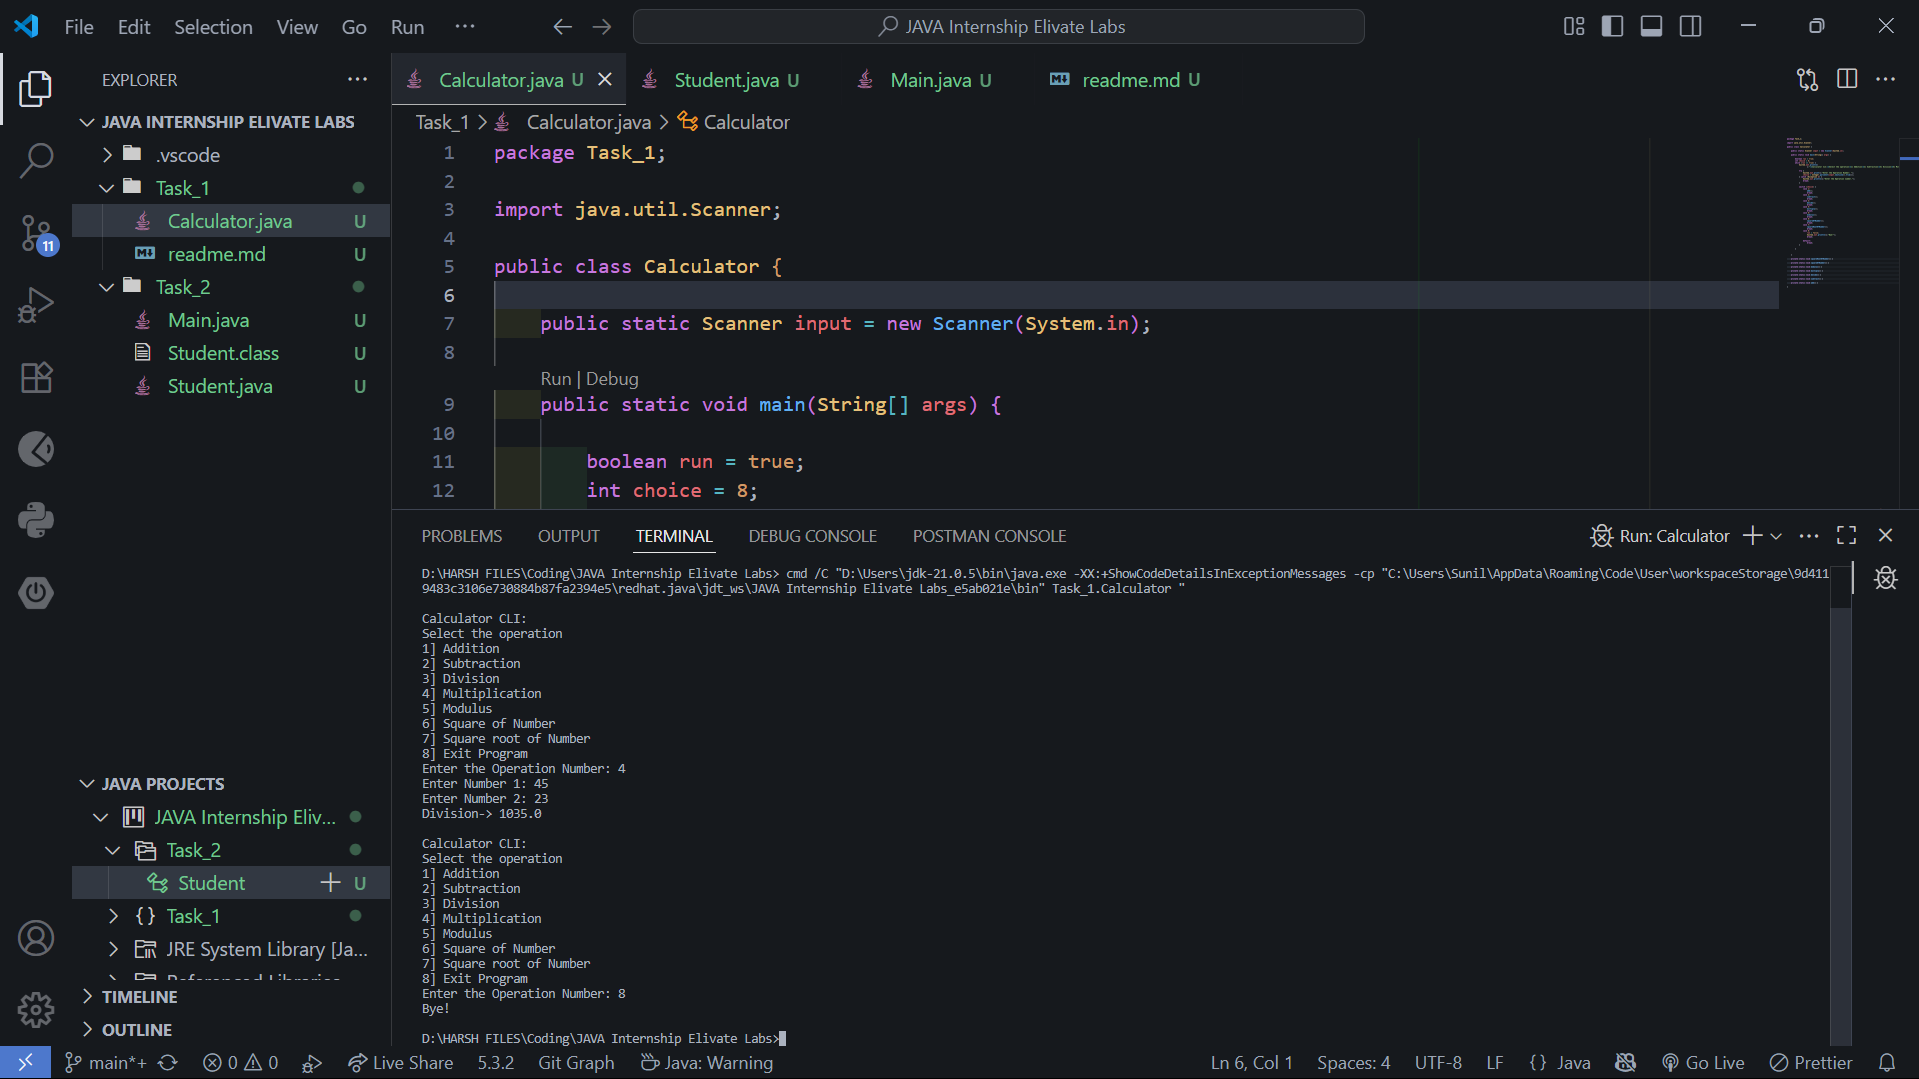 File Edit Selection View Go Run ···
JAVA Internship Elivate Labs
EXPLORER
JAVA INTERNSHIP ELIVATE LABS
.vscode
Task_1
Calculator.java U
readme.md U
Task_2
Main.java U
Student.class U
Student.java U
11
JAVA PROJECTS
JAVA Internship Eliv...
Task_2
Student U
{} Task_1
JRE System Library [Ja...
Referenced Libraries
TIMELINE
OUTLINE
Calculator.java U Student.java U Main.java U readme.md U
Task_1 > Calculator.java > Calculator
1 package Task_1;
2
3 import java.util.Scanner;
4
5 public class Calculator {
6
7 public static Scanner input = new Scanner(System.in);
8
Run | Debug
9 public static void main(String[] args) {
10
11 boolean run = true;
12 int choice = 8;
PROBLEMS OUTPUT TERMINAL DEBUG CONSOLE POSTMAN CONSOLE
Run: Calculator
D:\HARSH FILES\Coding\JAVA Internship Elivate Labs> cmd /C "D:\Users\jdk-21.0.5\bin\java.exe -XX:+ShowCodeDetailsInExceptionMessages -cp "C:\Users\Sunil\AppData\Roaming\Code\User\workspaceStorage\9d411
9483c3106e730884b87fa2394e5\redhat.java\jdt_ws\JAVA Internship Elivate Labs_e5ab021e\bin" Task_1.Calculator "
Calculator CLI:
Select the operation
1] Addition
2] Subtraction
3] Division
4] Multiplication
5] Modulus
6] Square of Number
7] Square root of Number
8] Exit Program
Enter the Operation Number: 4
Enter Number 1: 45
Enter Number 2: 23
Division-> 1035.0
Calculator CLI:
Select the operation
1] Addition
2] Subtraction
3] Division
4] Multiplication
5] Modulus
6] Square of Number
7] Square root of Number
8] Exit Program
Enter the Operation Number: 8
Bye!
D:\HARSH FILES\Coding\JAVA Internship Elivate Labs>
main*+ 0 0 Live Share 5.3.2 Git Graph Java: Warning Ln 6, Col 1 Spaces: 4 UTF-8 LF {} Java Go Live Prettier